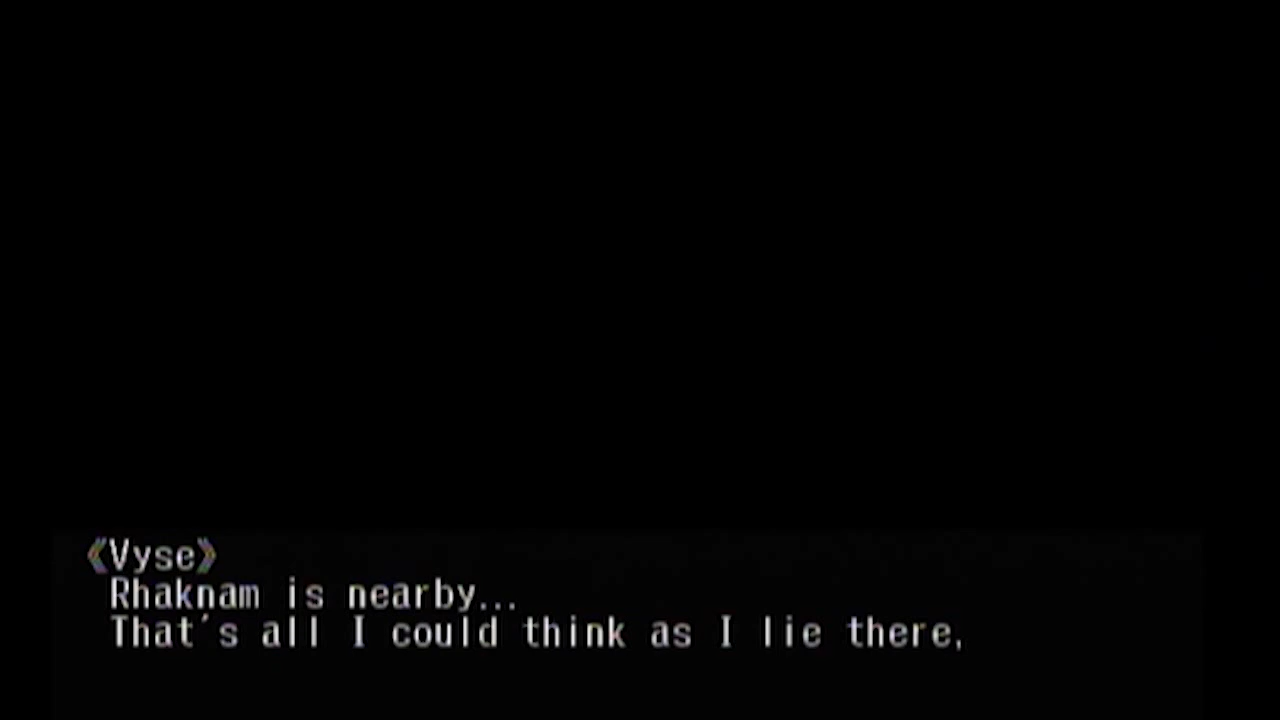 《Vyse》
Rhaknam is nearby...
That's all I could think as I lie there,